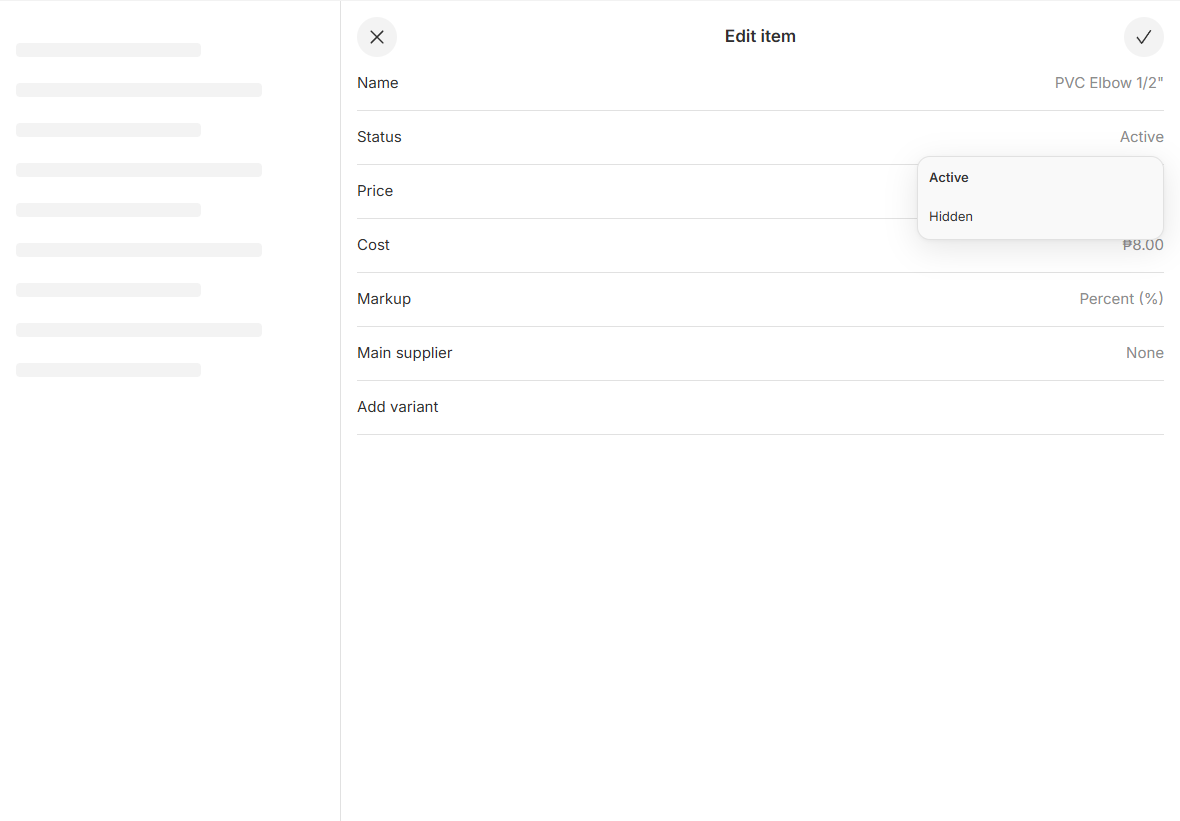 Edit item
Name PVC Elbow 1/2"
Status Active
Active
Price
Hidden
Cost ₱8.00
Markup Percent (%)
Main supplier None
Add variant